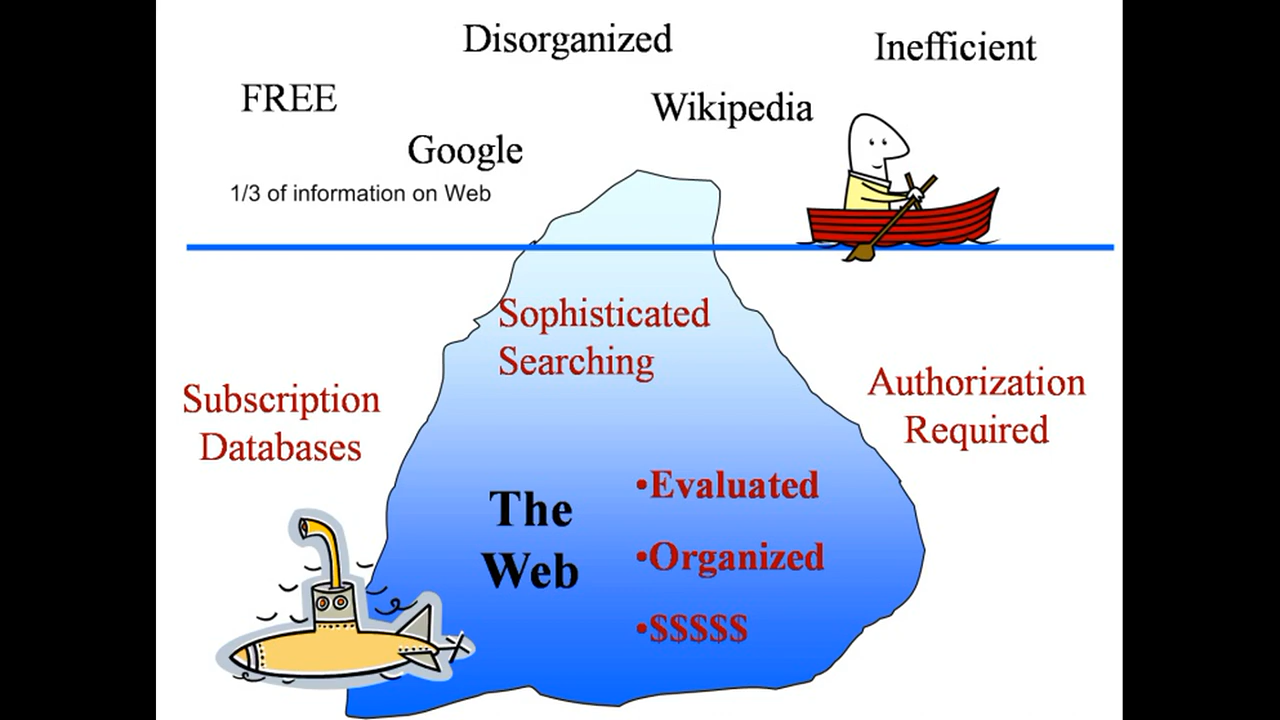 Disorganized
Inefficient
FREE
Wikipedia
Google
1/3 of information on Web
Sophisticated
Searching
Subscription
Databases
Authorization
Required
The
Web
•Evaluated
•Organized
•$$$$$